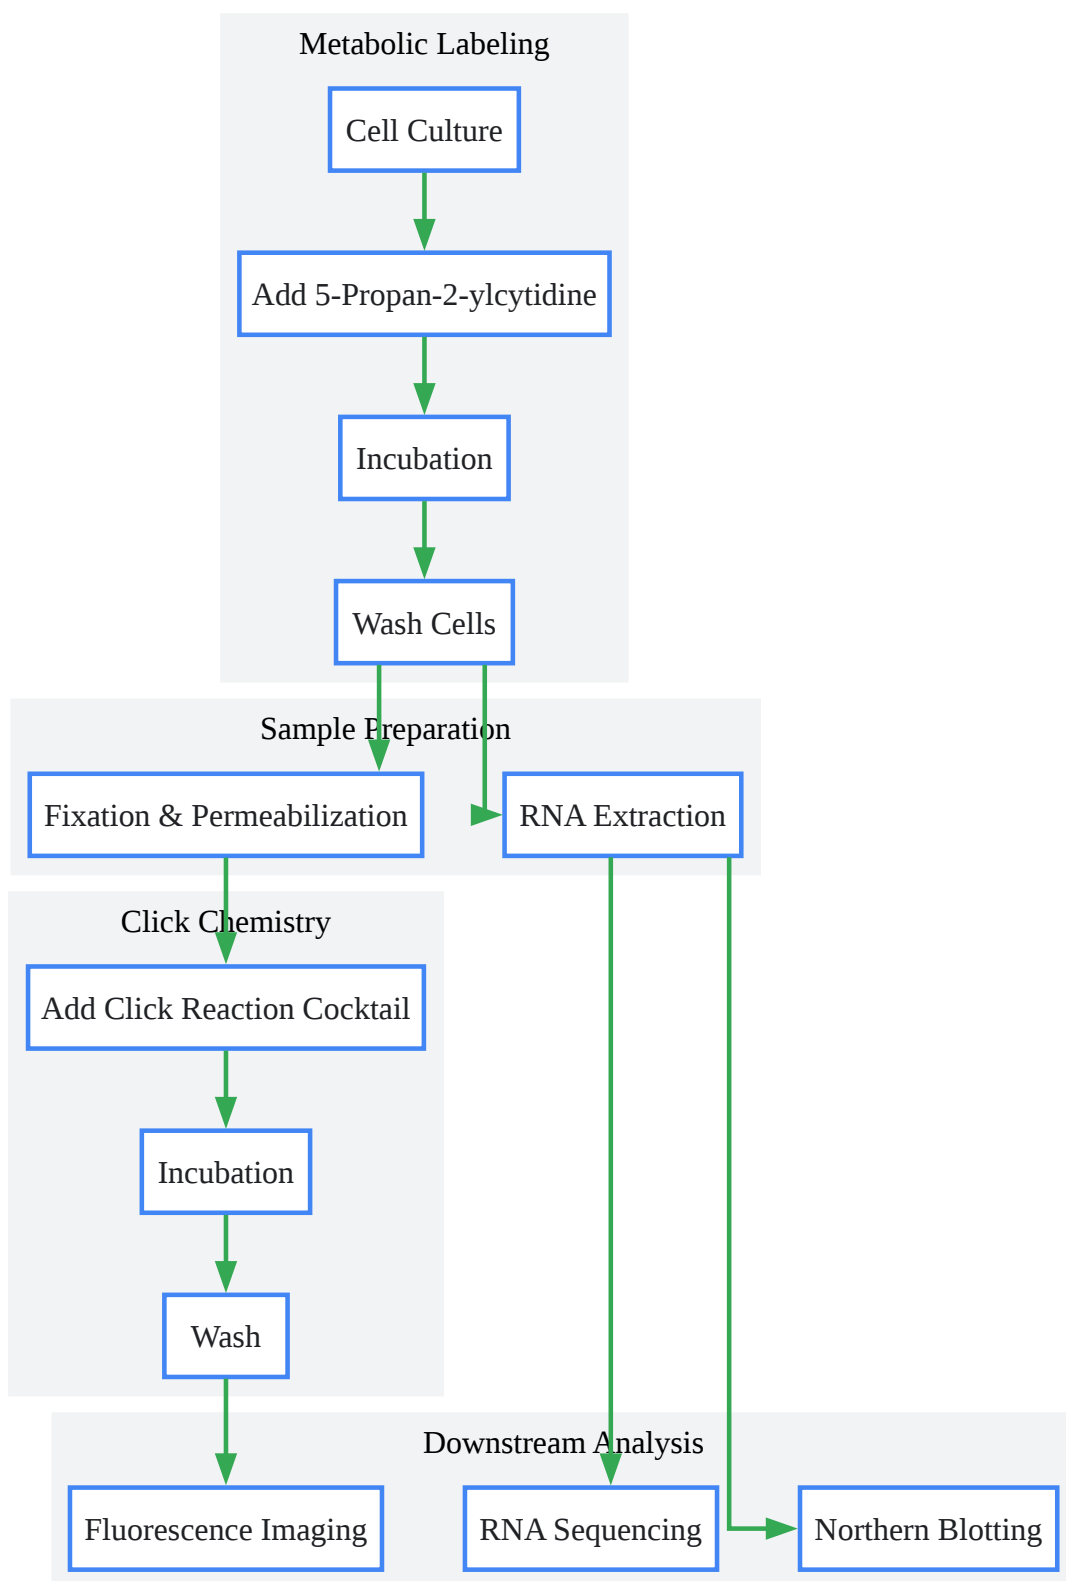 Metabolic Labeling
Cell Culture
Add 5-Propan-2-ylcytidine
Incubation
Wash Cells
Sample Preparation
Fixation & Permeabilization
RNA Extraction
Click Chemistry
Add Click Reaction Cocktail
Incubation
Wash
Downstream Analysis
Fluorescence Imaging
RNA Sequencing
Northern Blotting